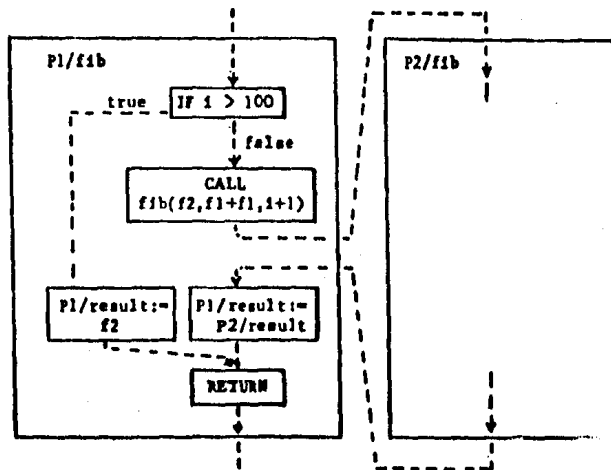 P1/fib
P2/fib
IF i > 100
true
false
CALL
fib(f2,f1+f1,i+1)
P1/result:=
f2
P1/result:=
P2/result
RETURN